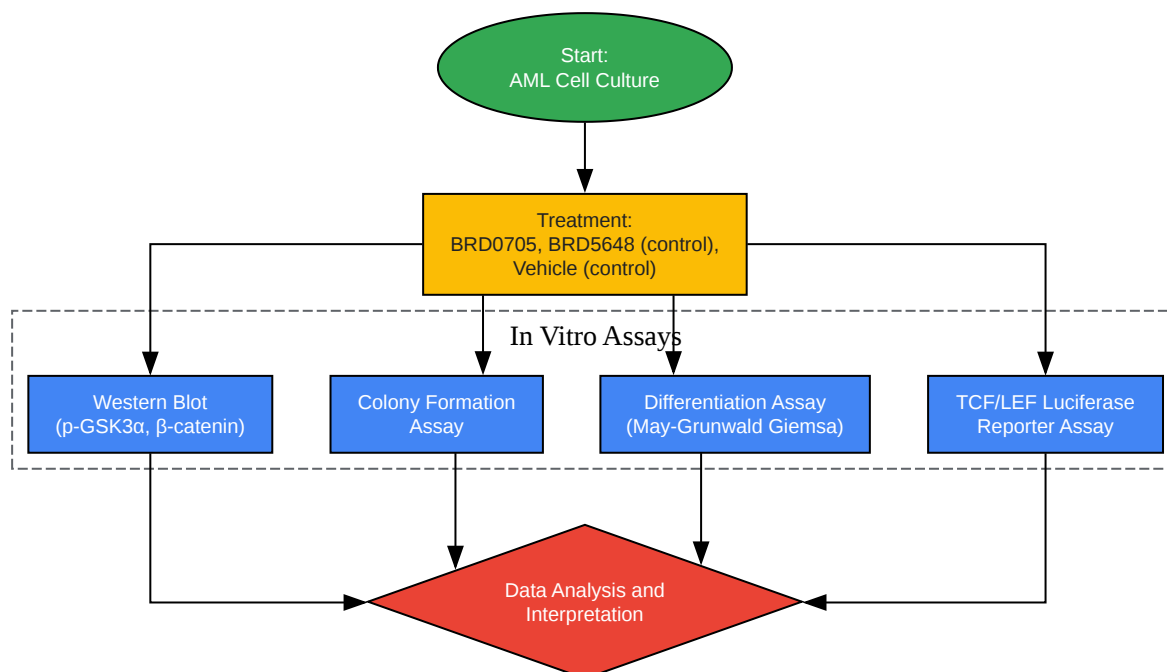 Start:
AML Cell Culture
Treatment:
BRD0705, BRD5648 (control),
Vehicle (control)
In Vitro Assays
Western Blot
(p-GSK3α, β-catenin)
Colony Formation
Assay
Differentiation Assay
(May-Grunwald Giemsa)
TCF/LEF Luciferase
Reporter Assay
Data Analysis and
Interpretation